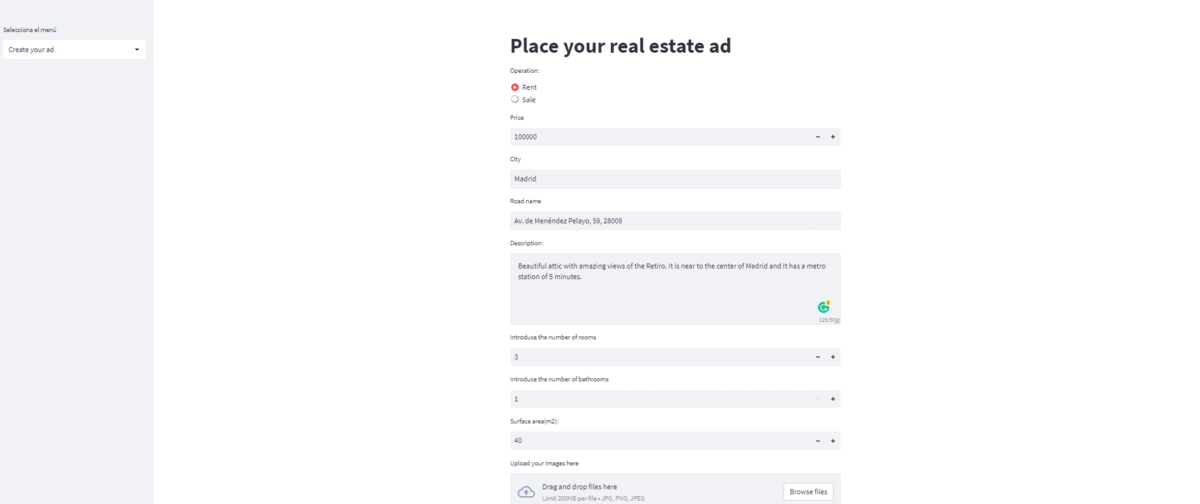 Selecciona el menú
Create your ad
Place your real estate ad
Operation:
Rent
Sale
Price
100000
City
Madrid
Road name
Av. de Menéndez Pelayo, 59, 28009
Description:
Beautiful attic with amazing views of the Retiro. It is near to the center of Madrid and It has a metro
station of 5 minutes.
Introduce the number of rooms
3
Introduce the number of bathrooms
1
Surface area(m2):
40
Upload your images here
Drag and drop files here
Limit 200MB per file • JPG, PNG, JPEG
Browse files